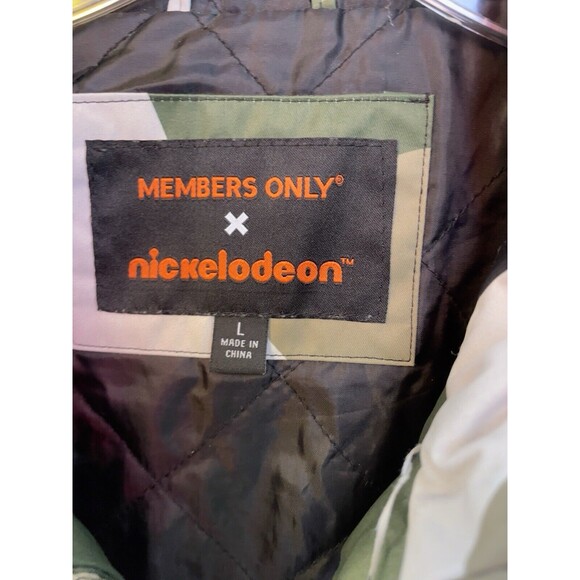 MEMBERS ONLY®
×
nickelodeon™
L
MADE IN
CHINA